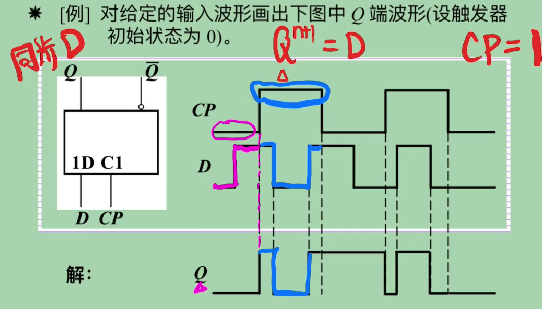 ✷ [例] 对给定的输入波形画出下图中 Q 端波形(设触发器
初始状态为 0)。
同步D
Qⁿ⁺¹ = D
CP = 1
Q Q̅
1D C1
D CP
CP
D
解:
Q